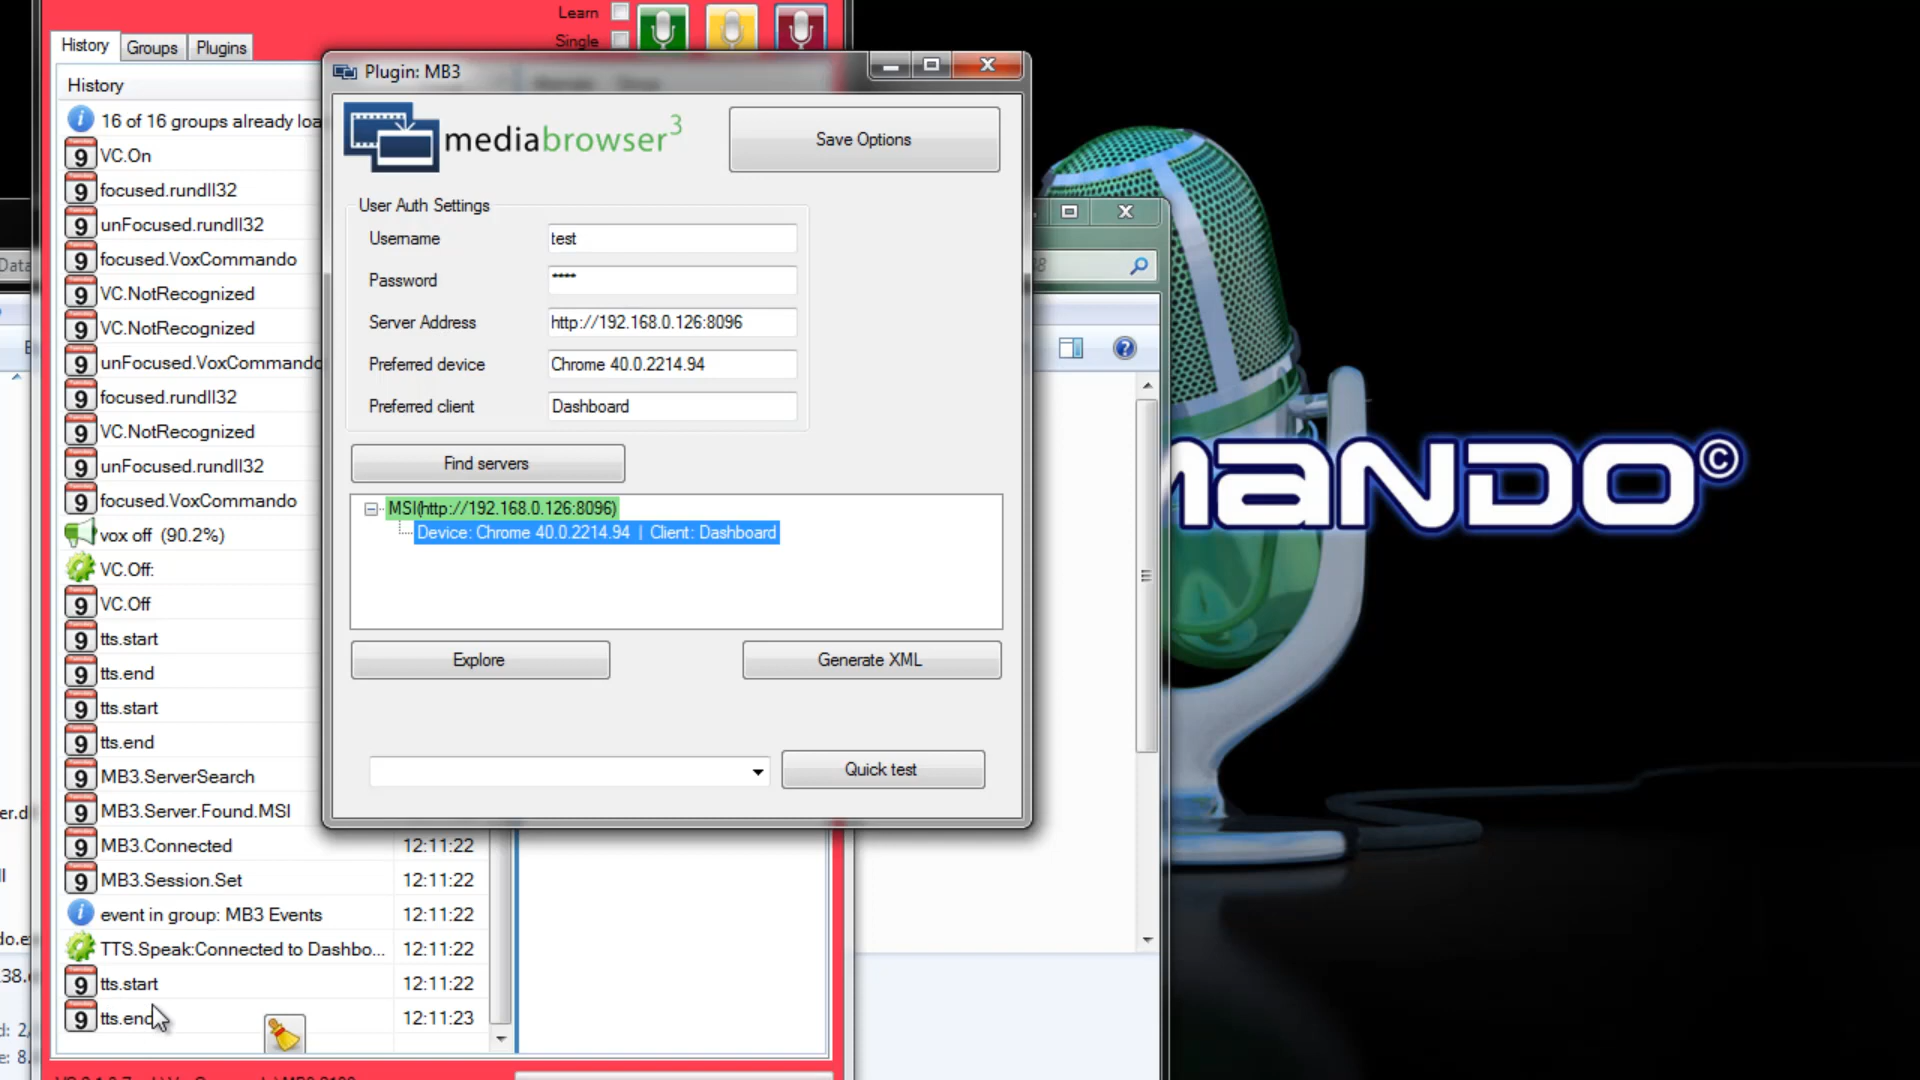 Learn
Single
History Groups Plugins
History
16 of 16 groups already loa
VC.On
focused.rundll32
unFocused.rundll32
focused.VoxCommando
VC.NotRecognized
VC.NotRecognized
unFocused.VoxCommando
focused.rundll32
VC.NotRecognized
unFocused.rundll32
focused.VoxCommando
vox off (90.2%)
VC.Off:
VC.Off
tts.start
tts.end
tts.start
tts.end
MB3.ServerSearch
MB3.Server.Found.MSI
MB3.Connected 12:11:22
MB3.Session.Set 12:11:22
event in group: MB3 Events 12:11:22
TTS.Speak:Connected to Dashbo... 12:11:22
tts.start 12:11:22
tts.end 12:11:23
Plugin: MB3
mediabrowser3
Save Options
User Auth Settings
Username test
Password ****
Server Address http://192.168.0.126:8096
Preferred device Chrome 40.0.2214.94
Preferred client Dashboard
Find servers
MSI(http://192.168.0.126:8096)
Device: Chrome 40.0.2214.94 | Client: Dashboard
Explore
Generate XML
Quick test
Data
MANDO©